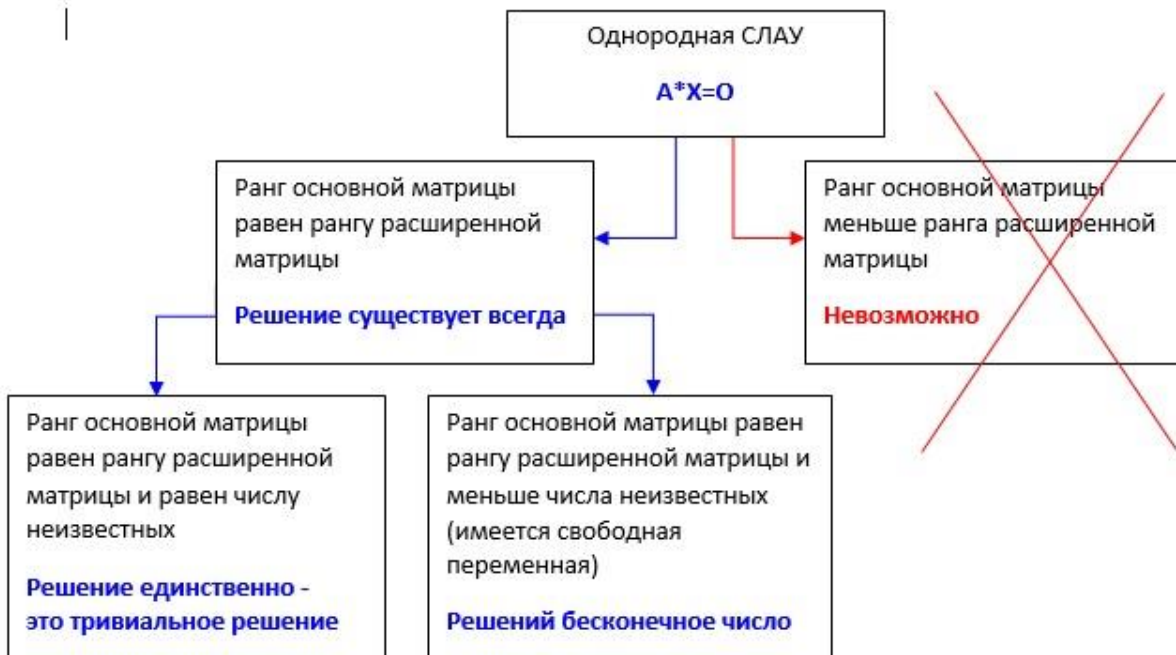 Однородная СЛАУ
A*X=O
Ранг основной матрицы
равен рангу расширенной
матрицы
Решение существует всегда
Ранг основной матрицы
меньше ранга расширенной
матрицы
Невозможно
Ранг основной матрицы
равен рангу расширенной
матрицы и равен числу
неизвестных
Решение единственно -
это тривиальное решение
Ранг основной матрицы равен
рангу расширенной матрицы и
меньше числа неизвестных
(имеется свободная
переменная)
Решений бесконечное число